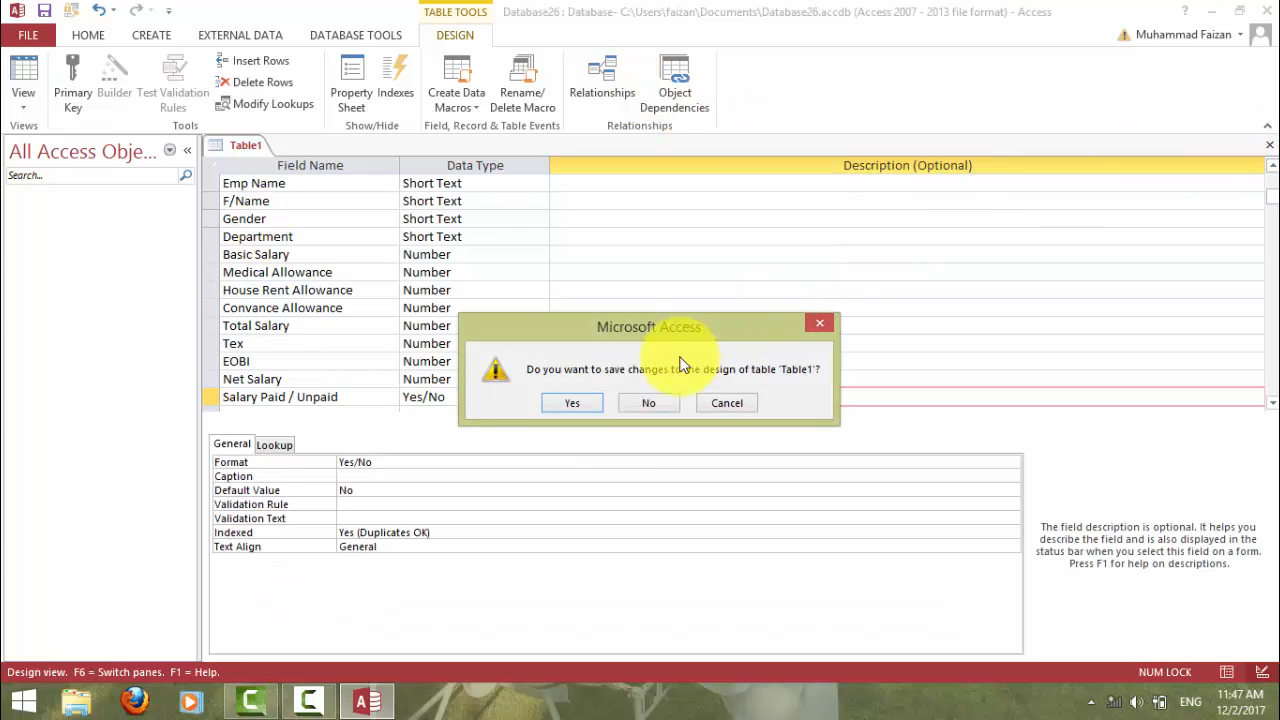 TABLE TOOLS
Database26 : Database- C:\Users\faizan\Documents\Database26.accdb (Access 2007 - 2013 file format) - Access
?
FILE
HOME
CREATE
EXTERNAL DATA
DATABASE TOOLS
DESIGN
Muhammad Faizan
View
Primary
Key
Builder
Test Validation
Rules
Insert Rows
Delete Rows
Modify Lookups
Property
Sheet
Indexes
Create Data
Macros
Rename/
Delete Macro
Relationships
Object
Dependencies
Views
Tools
Show/Hide
Field, Record & Table Events
Relationships
All Access Obje...
Search...
Table1
Field Name Data Type Description (Optional)
Emp Name Short Text
F/Name Short Text
Gender Short Text
Department Short Text
Basic Salary Number
Medical Allowance Number
House Rent Allowance Number
Convance Allowance Number
Total Salary Number
Tex Number
EOBI Number
Net Salary Number
Salary Paid / Unpaid Yes/No
Microsoft Access
Do you want to save changes to the design of table 'Table1'?
Yes
No
Cancel
General Lookup
Format Yes/No
Caption
Default Value No
Validation Rule
Validation Text
Indexed Yes (Duplicates OK)
Text Align General
The field description is optional. It helps you
describe the field and is also displayed in the
status bar when you select this field on a form.
Press F1 for help on descriptions.
Design view. F6 = Switch panes. F1 = Help.
NUM LOCK
ENG
11:47 AM
12/2/2017